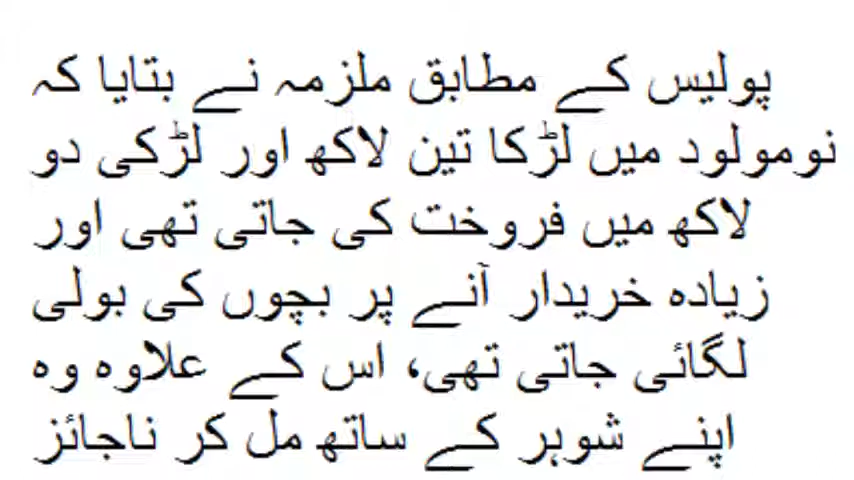 پولیس کے مطابق ملزمہ نے بتایا کہ
نومولود میں لڑکا تین لاکھ اور لڑکی دو
لاکھ میں فروخت کی جاتی تھی اور
زیادہ خریدار آنے پر بچوں کی بولی
لگائی جاتی تھی، اس کے علاوہ وہ
اپنے شوہر کے ساتھ مل کر ناجائز